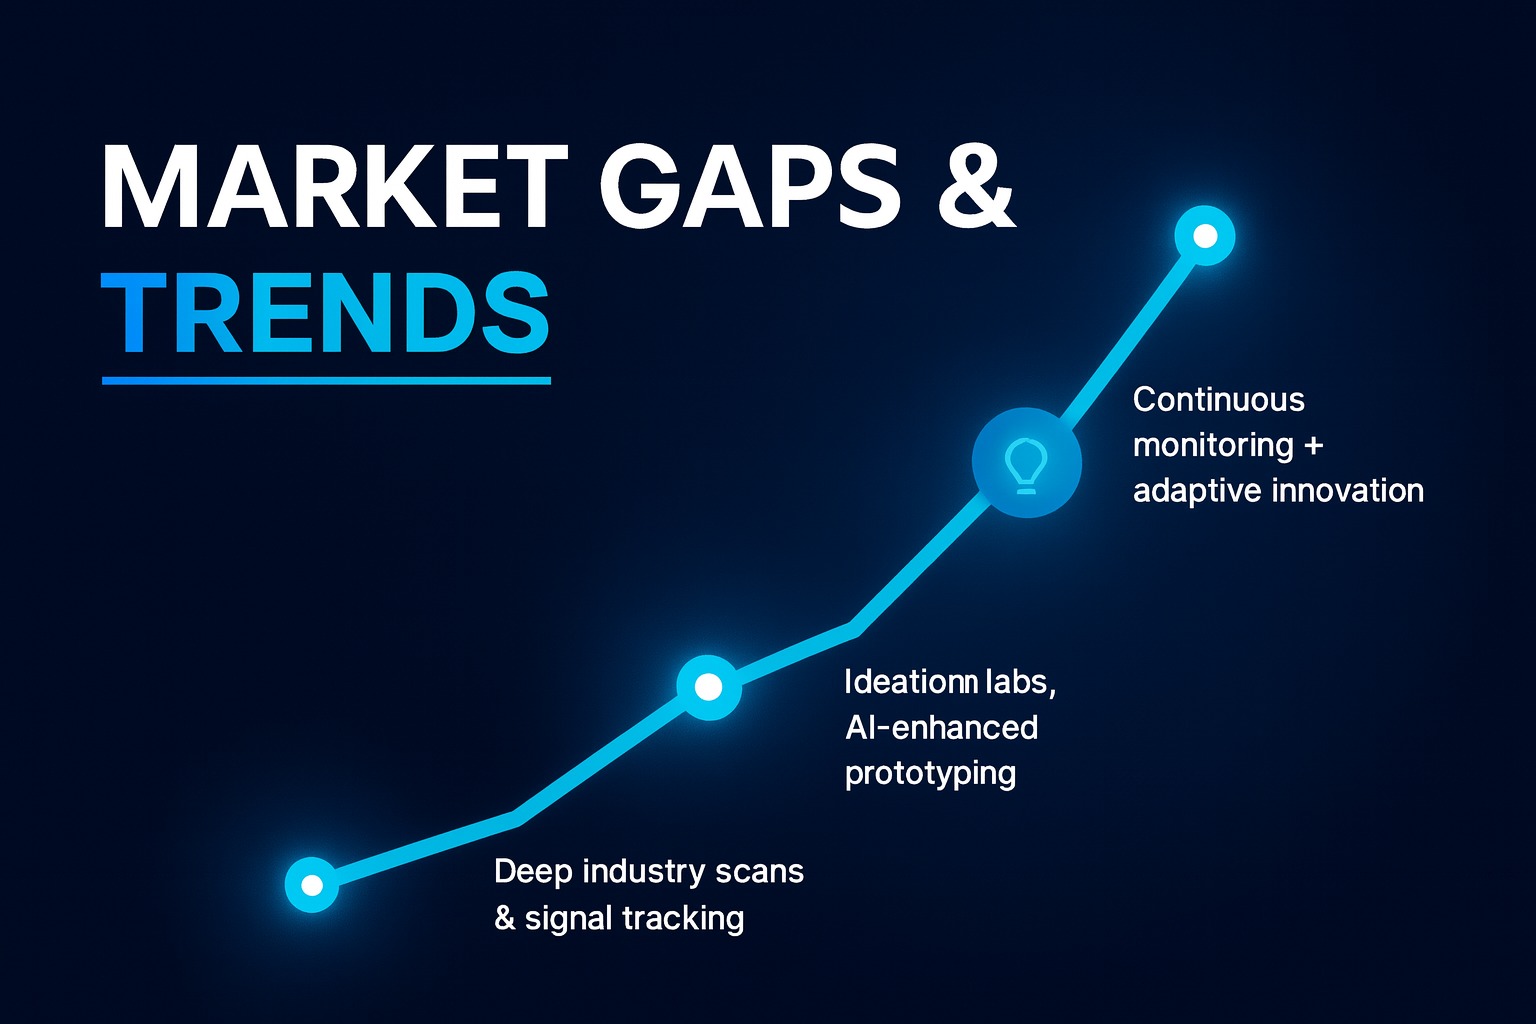 MARKET GAPS &
TRENDS
Continuous
monitoring +
adaptive innovation
Ideationn labs,
AI-enhanced
prototyping
Deep industry scans
& signal tracking